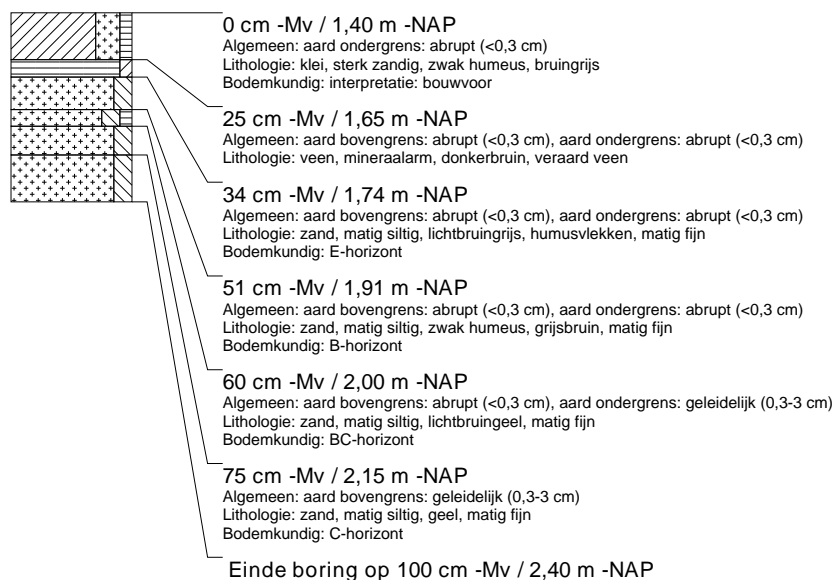 0 cm -Mv / 1,40 m -NAP
Algemeen: aard ondergrens: abrupt (<0,3 cm)
Lithologie: klei, sterk zandig, zwak humeus, bruingrijs
Bodemkundig: interpretatie: bouwvoor
25 cm -Mv / 1,65 m -NAP
Algemeen: aard bovengrens: abrupt (<0,3 cm), aard ondergrens: abrupt (<0,3 cm)
Lithologie: veen, mineraalarm, donkerbruin, veraard veen
34 cm -Mv / 1,74 m -NAP
Algemeen: aard bovengrens: abrupt (<0,3 cm), aard ondergrens: abrupt (<0,3 cm)
Lithologie: zand, matig siltig, lichtbruingrijs, humusvlekken, matig fijn
Bodemkundig: E-horizont
51 cm -Mv / 1,91 m -NAP
Algemeen: aard bovengrens: abrupt (<0,3 cm), aard ondergrens: abrupt (<0,3 cm)
Lithologie: zand, matig siltig, zwak humeus, grijsbruin, matig fijn
Bodemkundig: B-horizont
60 cm -Mv / 2,00 m -NAP
Algemeen: aard bovengrens: abrupt (<0,3 cm), aard ondergrens: geleidelijk (0,3-3 cm)
Lithologie: zand, matig siltig, lichtbruingeel, matig fijn
Bodemkundig: BC-horizont
75 cm -Mv / 2,15 m -NAP
Algemeen: aard bovengrens: geleidelijk (0,3-3 cm)
Lithologie: zand, matig siltig, geel, matig fijn
Bodemkundig: C-horizont
Einde boring op 100 cm -Mv / 2,40 m -NAP